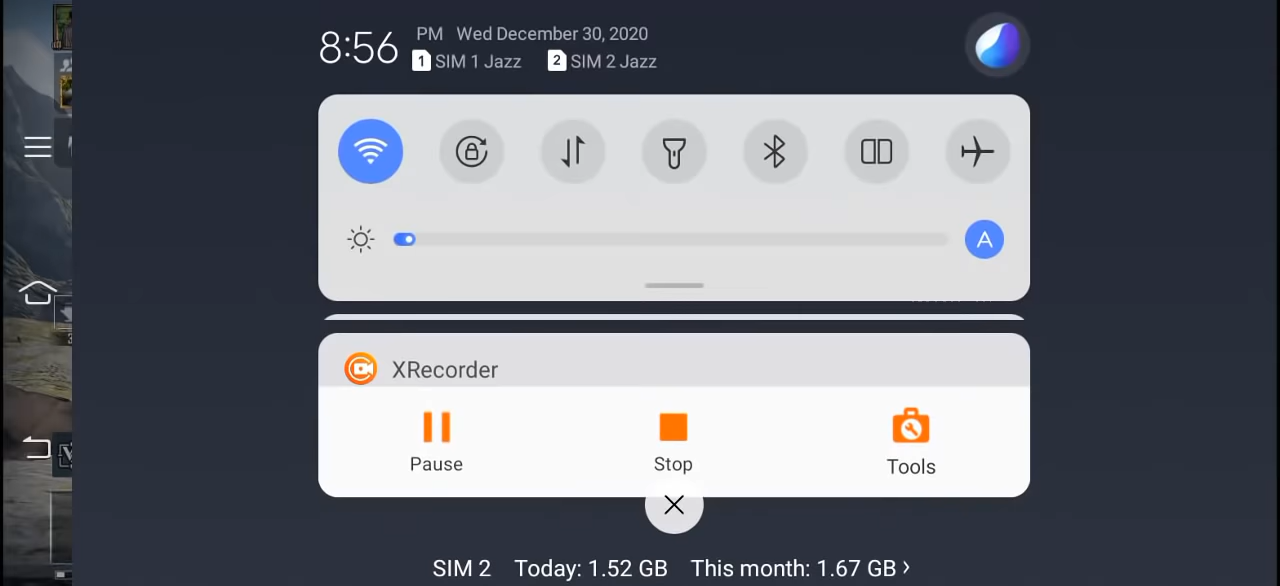 8:56 PM Wed December 30, 2020
1 SIM 1 Jazz 2 SIM 2 Jazz
A
XRecorder
Pause Stop Tools
SIM 2 Today: 1.52 GB This month: 1.67 GB ›